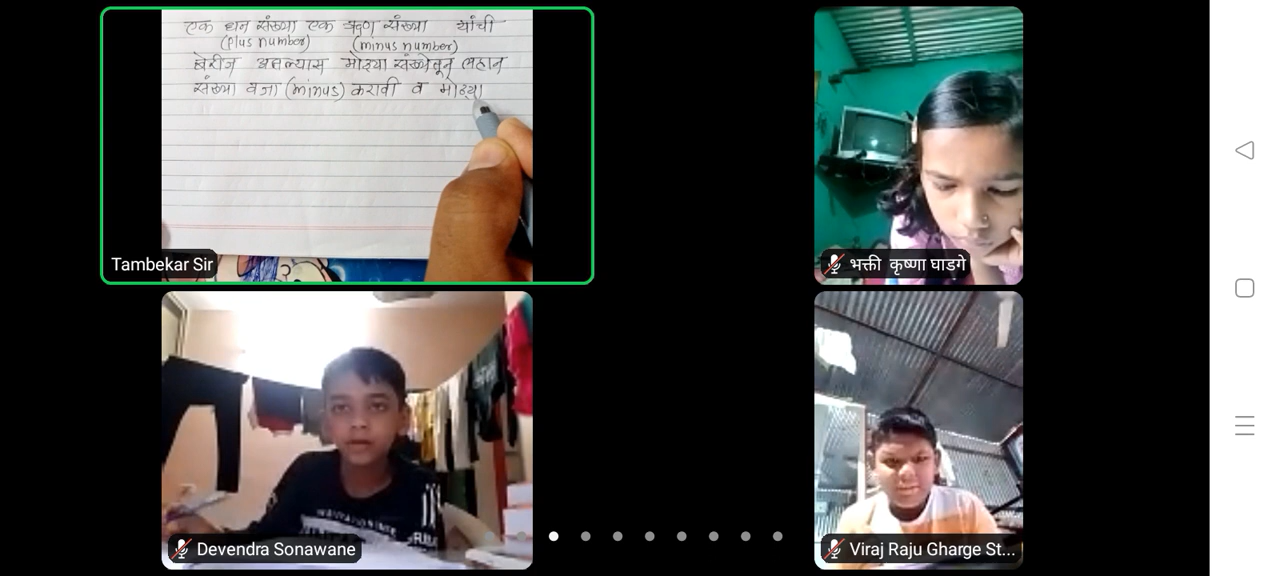 एक धन संख्या एक ऋण संख्या यांची
(plus number) (minus number)
बेरीज असल्यास मोठ्या संख्येतून लहान
संख्या वजा (minus) करावी व मोठ्या
Tambekar Sir
भक्ती कृष्णा घाडगे
Devendra Sonawane
Viraj Raju Gharge St...